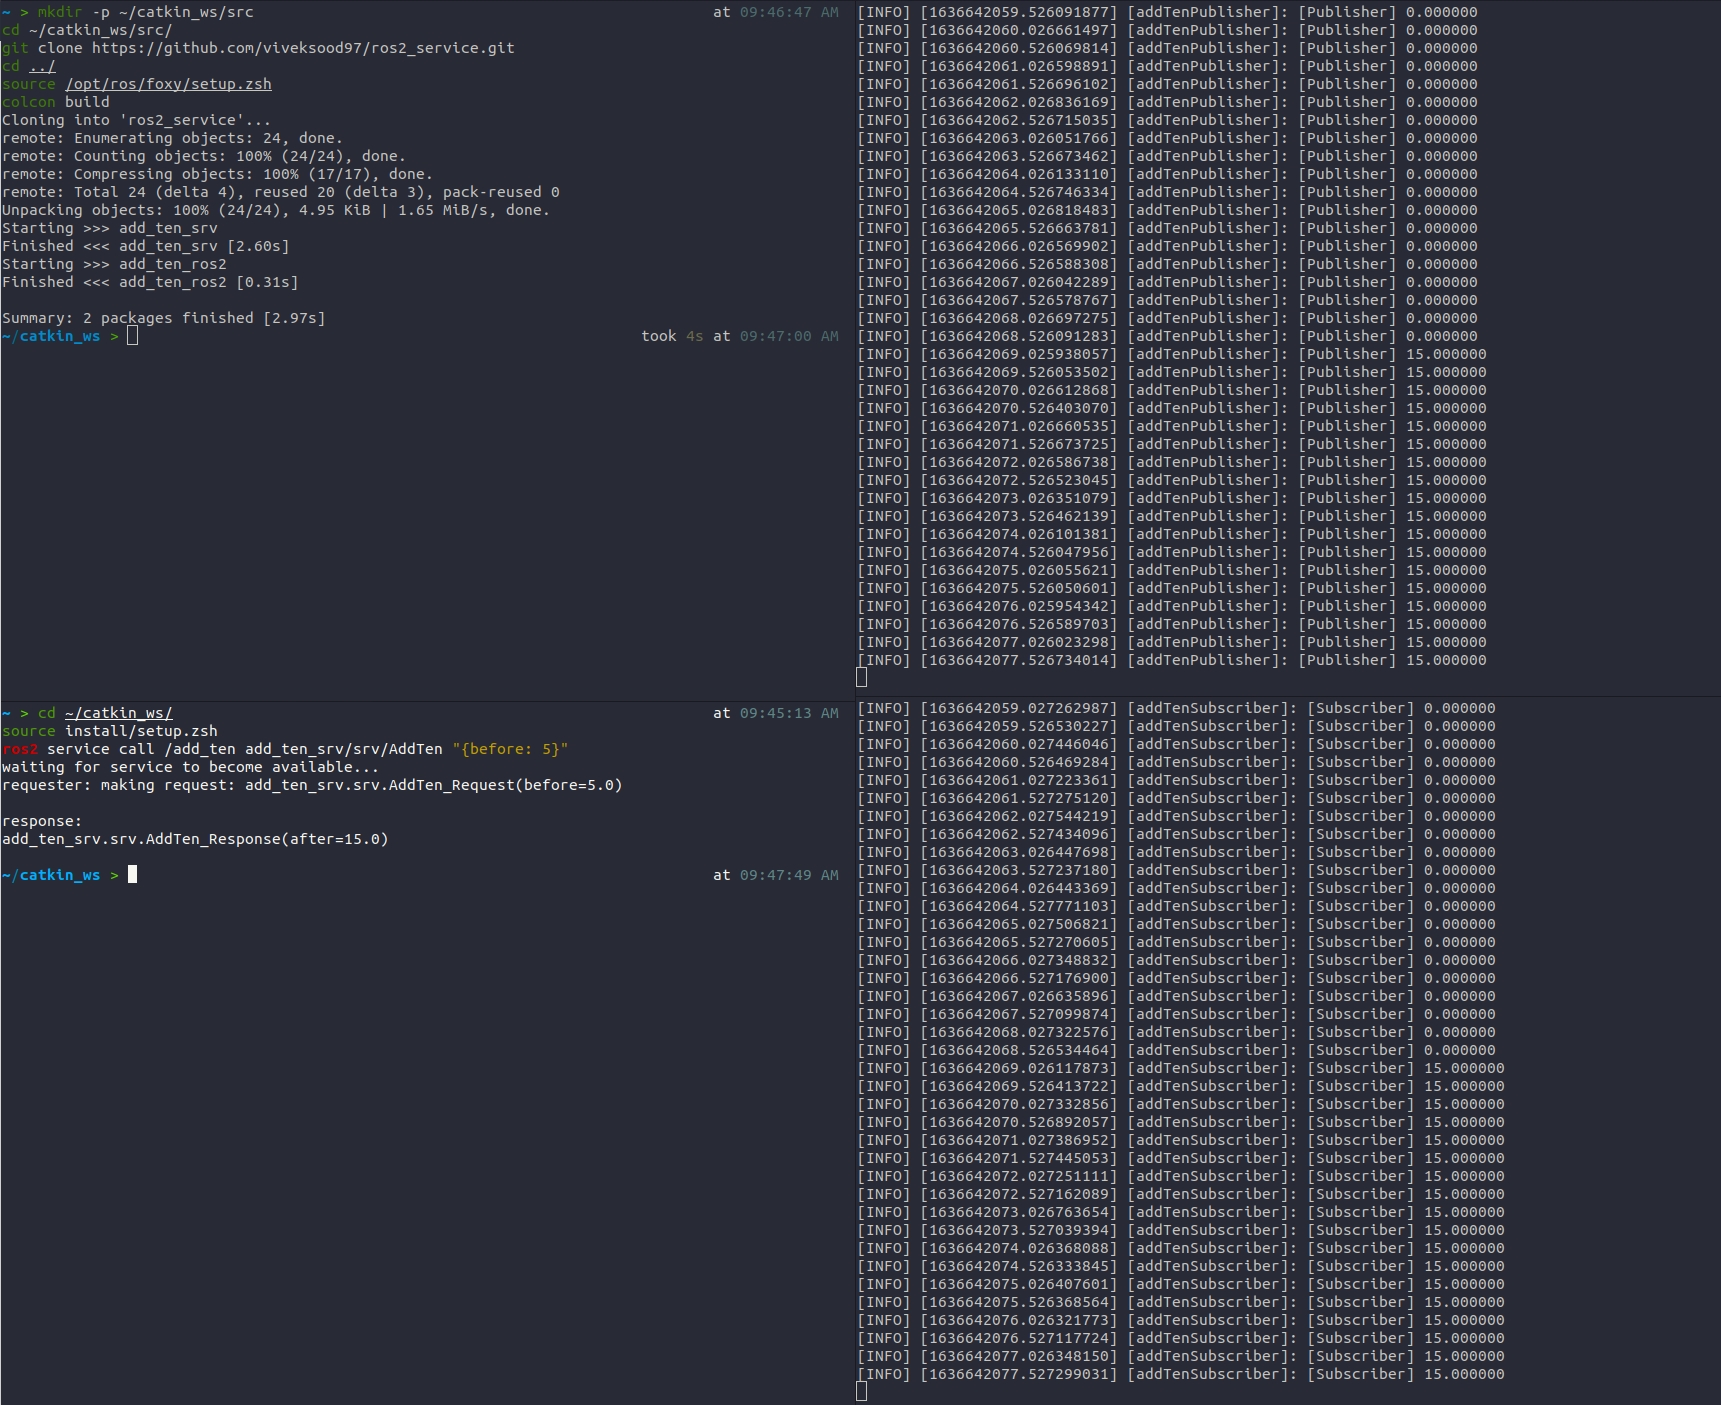 ~ > mkdir -p ~/catkin_ws/src at 09:46:47 AM
cd ~/catkin_ws/src/
git clone https://github.com/viveksood97/ros2_service.git
cd ../
source /opt/ros/foxy/setup.zsh
colcon build
Cloning into 'ros2_service'...
remote: Enumerating objects: 24, done.
remote: Counting objects: 100% (24/24), done.
remote: Compressing objects: 100% (17/17), done.
remote: Total 24 (delta 4), reused 20 (delta 3), pack-reused 0
Unpacking objects: 100% (24/24), 4.95 KiB | 1.65 MiB/s, done.
Starting >>> add_ten_srv
Finished <<< add_ten_srv [2.60s]
Starting >>> add_ten_ros2
Finished <<< add_ten_ros2 [0.31s]
Summary: 2 packages finished [2.97s]
~/catkin_ws > took 4s at 09:47:00 AM
[INFO] [1636642059.526091877] [addTenPublisher]: [Publisher] 0.000000
[INFO] [1636642060.026661497] [addTenPublisher]: [Publisher] 0.000000
[INFO] [1636642060.526069814] [addTenPublisher]: [Publisher] 0.000000
[INFO] [1636642061.026598891] [addTenPublisher]: [Publisher] 0.000000
[INFO] [1636642061.526696102] [addTenPublisher]: [Publisher] 0.000000
[INFO] [1636642062.026836169] [addTenPublisher]: [Publisher] 0.000000
[INFO] [1636642062.526715035] [addTenPublisher]: [Publisher] 0.000000
[INFO] [1636642063.026051766] [addTenPublisher]: [Publisher] 0.000000
[INFO] [1636642063.526673462] [addTenPublisher]: [Publisher] 0.000000
[INFO] [1636642064.026133110] [addTenPublisher]: [Publisher] 0.000000
[INFO] [1636642064.526746334] [addTenPublisher]: [Publisher] 0.000000
[INFO] [1636642065.026818483] [addTenPublisher]: [Publisher] 0.000000
[INFO] [1636642065.526663781] [addTenPublisher]: [Publisher] 0.000000
[INFO] [1636642066.026569902] [addTenPublisher]: [Publisher] 0.000000
[INFO] [1636642066.526588308] [addTenPublisher]: [Publisher] 0.000000
[INFO] [1636642067.026042289] [addTenPublisher]: [Publisher] 0.000000
[INFO] [1636642067.526578767] [addTenPublisher]: [Publisher] 0.000000
[INFO] [1636642068.026697275] [addTenPublisher]: [Publisher] 0.000000
[INFO] [1636642068.526091283] [addTenPublisher]: [Publisher] 0.000000
[INFO] [1636642069.025938057] [addTenPublisher]: [Publisher] 15.000000
[INFO] [1636642069.526053502] [addTenPublisher]: [Publisher] 15.000000
[INFO] [1636642070.026612868] [addTenPublisher]: [Publisher] 15.000000
[INFO] [1636642070.526403070] [addTenPublisher]: [Publisher] 15.000000
[INFO] [1636642071.026660535] [addTenPublisher]: [Publisher] 15.000000
[INFO] [1636642071.526673725] [addTenPublisher]: [Publisher] 15.000000
[INFO] [1636642072.026586738] [addTenPublisher]: [Publisher] 15.000000
[INFO] [1636642072.526523045] [addTenPublisher]: [Publisher] 15.000000
[INFO] [1636642073.026351079] [addTenPublisher]: [Publisher] 15.000000
[INFO] [1636642073.526462139] [addTenPublisher]: [Publisher] 15.000000
[INFO] [1636642074.026101381] [addTenPublisher]: [Publisher] 15.000000
[INFO] [1636642074.526047956] [addTenPublisher]: [Publisher] 15.000000
[INFO] [1636642075.026055621] [addTenPublisher]: [Publisher] 15.000000
[INFO] [1636642075.526050601] [addTenPublisher]: [Publisher] 15.000000
[INFO] [1636642076.025954342] [addTenPublisher]: [Publisher] 15.000000
[INFO] [1636642076.526589703] [addTenPublisher]: [Publisher] 15.000000
[INFO] [1636642077.026023298] [addTenPublisher]: [Publisher] 15.000000
[INFO] [1636642077.526734014] [addTenPublisher]: [Publisher] 15.000000
~ > cd ~/catkin_ws/ at 09:45:13 AM
source install/setup.zsh
ros2 service call /add_ten add_ten_srv/srv/AddTen "{before: 5}"
waiting for service to become available...
requester: making request: add_ten_srv.srv.AddTen_Request(before=5.0)
response:
add_ten_srv.srv.AddTen_Response(after=15.0)
~/catkin_ws > at 09:47:49 AM
[INFO] [1636642059.027262987] [addTenSubscriber]: [Subscriber] 0.000000
[INFO] [1636642059.526530227] [addTenSubscriber]: [Subscriber] 0.000000
[INFO] [1636642060.027446046] [addTenSubscriber]: [Subscriber] 0.000000
[INFO] [1636642060.526469284] [addTenSubscriber]: [Subscriber] 0.000000
[INFO] [1636642061.027223361] [addTenSubscriber]: [Subscriber] 0.000000
[INFO] [1636642061.527275120] [addTenSubscriber]: [Subscriber] 0.000000
[INFO] [1636642062.027544219] [addTenSubscriber]: [Subscriber] 0.000000
[INFO] [1636642062.527434096] [addTenSubscriber]: [Subscriber] 0.000000
[INFO] [1636642063.026447698] [addTenSubscriber]: [Subscriber] 0.000000
[INFO] [1636642063.527237180] [addTenSubscriber]: [Subscriber] 0.000000
[INFO] [1636642064.026443369] [addTenSubscriber]: [Subscriber] 0.000000
[INFO] [1636642064.527771103] [addTenSubscriber]: [Subscriber] 0.000000
[INFO] [1636642065.027506821] [addTenSubscriber]: [Subscriber] 0.000000
[INFO] [1636642065.527270605] [addTenSubscriber]: [Subscriber] 0.000000
[INFO] [1636642066.027348832] [addTenSubscriber]: [Subscriber] 0.000000
[INFO] [1636642066.527176900] [addTenSubscriber]: [Subscriber] 0.000000
[INFO] [1636642067.026635896] [addTenSubscriber]: [Subscriber] 0.000000
[INFO] [1636642067.527099874] [addTenSubscriber]: [Subscriber] 0.000000
[INFO] [1636642068.027322576] [addTenSubscriber]: [Subscriber] 0.000000
[INFO] [1636642068.526534464] [addTenSubscriber]: [Subscriber] 0.000000
[INFO] [1636642069.026117873] [addTenSubscriber]: [Subscriber] 15.000000
[INFO] [1636642069.526413722] [addTenSubscriber]: [Subscriber] 15.000000
[INFO] [1636642070.027332856] [addTenSubscriber]: [Subscriber] 15.000000
[INFO] [1636642070.526892057] [addTenSubscriber]: [Subscriber] 15.000000
[INFO] [1636642071.027386952] [addTenSubscriber]: [Subscriber] 15.000000
[INFO] [1636642071.527445053] [addTenSubscriber]: [Subscriber] 15.000000
[INFO] [1636642072.027251111] [addTenSubscriber]: [Subscriber] 15.000000
[INFO] [1636642072.527162089] [addTenSubscriber]: [Subscriber] 15.000000
[INFO] [1636642073.026763654] [addTenSubscriber]: [Subscriber] 15.000000
[INFO] [1636642073.527039394] [addTenSubscriber]: [Subscriber] 15.000000
[INFO] [1636642074.026368088] [addTenSubscriber]: [Subscriber] 15.000000
[INFO] [1636642074.526333845] [addTenSubscriber]: [Subscriber] 15.000000
[INFO] [1636642075.026407601] [addTenSubscriber]: [Subscriber] 15.000000
[INFO] [1636642075.526368564] [addTenSubscriber]: [Subscriber] 15.000000
[INFO] [1636642076.026321773] [addTenSubscriber]: [Subscriber] 15.000000
[INFO] [1636642076.527117724] [addTenSubscriber]: [Subscriber] 15.000000
[INFO] [1636642077.026348150] [addTenSubscriber]: [Subscriber] 15.000000
[INFO] [1636642077.527299031] [addTenSubscriber]: [Subscriber] 15.000000